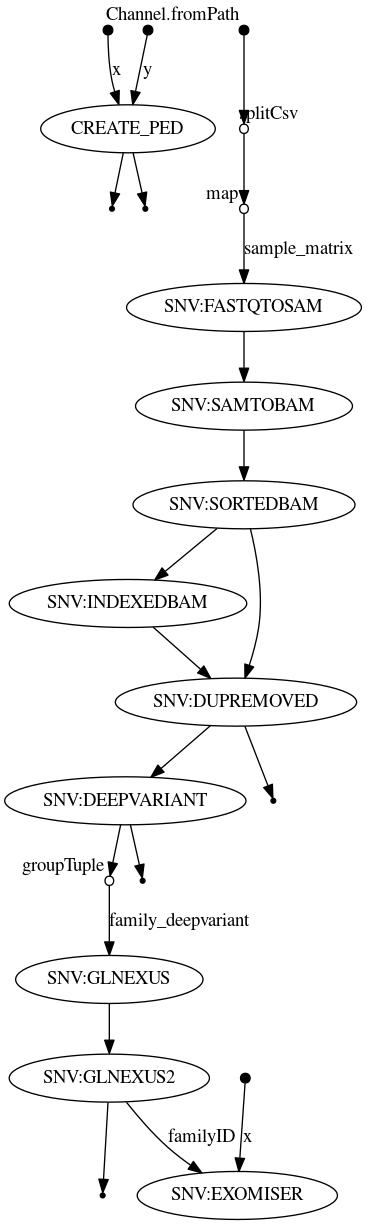 Channel.fromPath
x
y
splitCsv
CREATE_PED
map
sample_matrix
SNV:FASTQTOSAM
SNV:SAMTOBAM
SNV:SORTEDBAM
SNV:INDEXEDBAM
SNV:DUPREMOVED
SNV:DEEPVARIANT
groupTuple
family_deepvariant
SNV:GLNEXUS
SNV:GLNEXUS2
familyID
x
SNV:EXOMISER